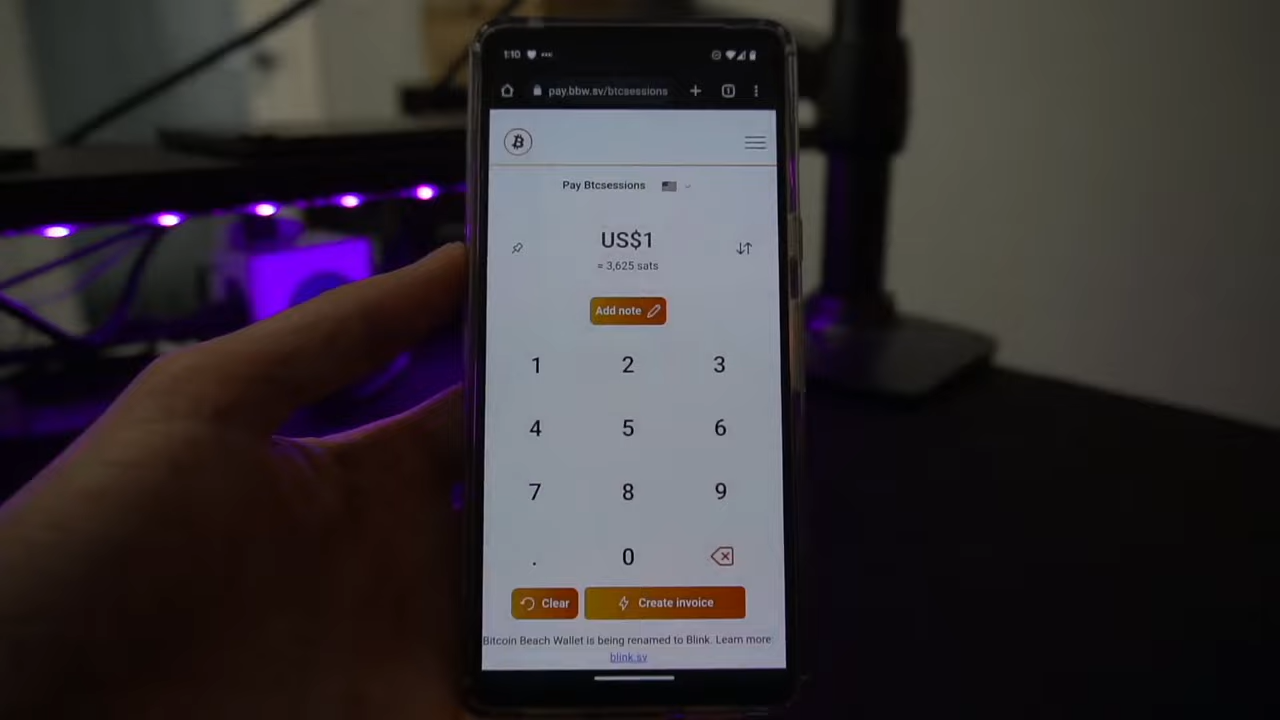 1:10
pay.bbw.sv/btcsessions
Pay Btcsessions
US$1
≈ 3,625 sats
Add note
1 2 3
4 5 6
7 8 9
. 0
Clear Create invoice
Bitcoin Beach Wallet is being renamed to Blink. Learn more:
blink.sv